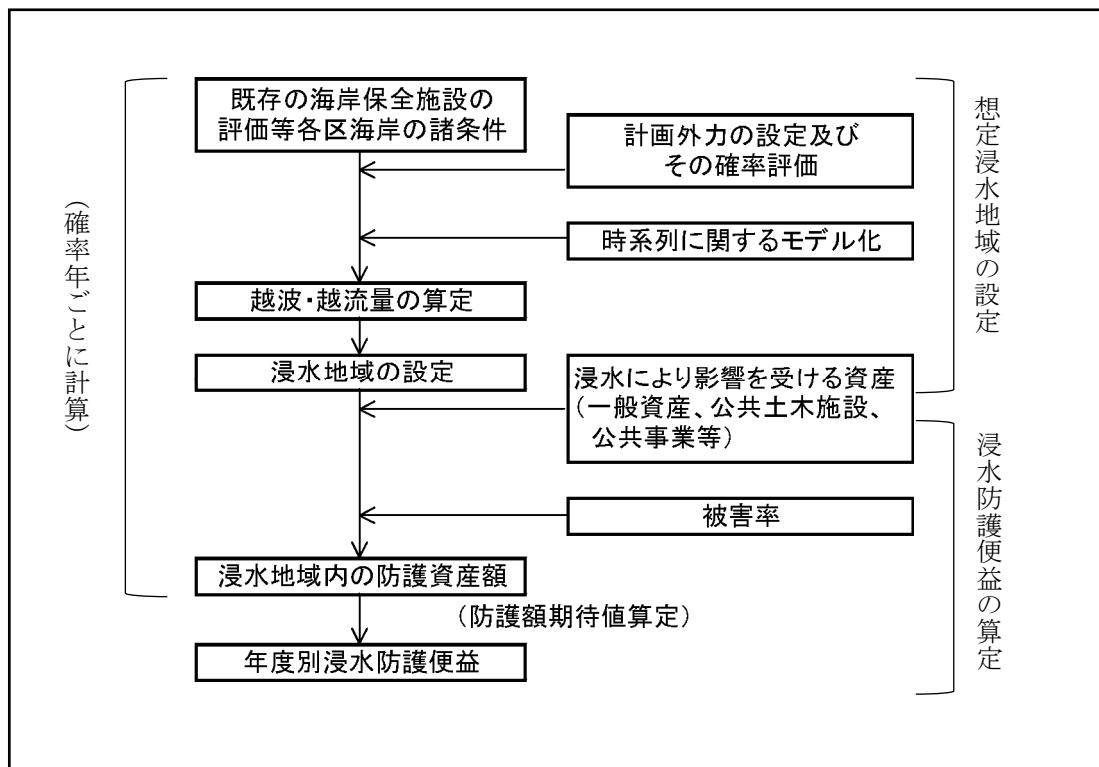 既存の海岸保全施設の
評価等各区海岸の諸条件
計画外力の設定及び
その確率評価
時系列に関するモデル化
越波・越流量の算定
浸水地域の設定
浸水により影響を受ける資産
(一般資産、公共土木施設、
公共事業等)
被害率
浸水地域内の防護資産額
(防護額期待値算定)
年度別浸水防護便益
(確率年ごとに計算)
想定浸水地域の設定
浸水防護便益の算定